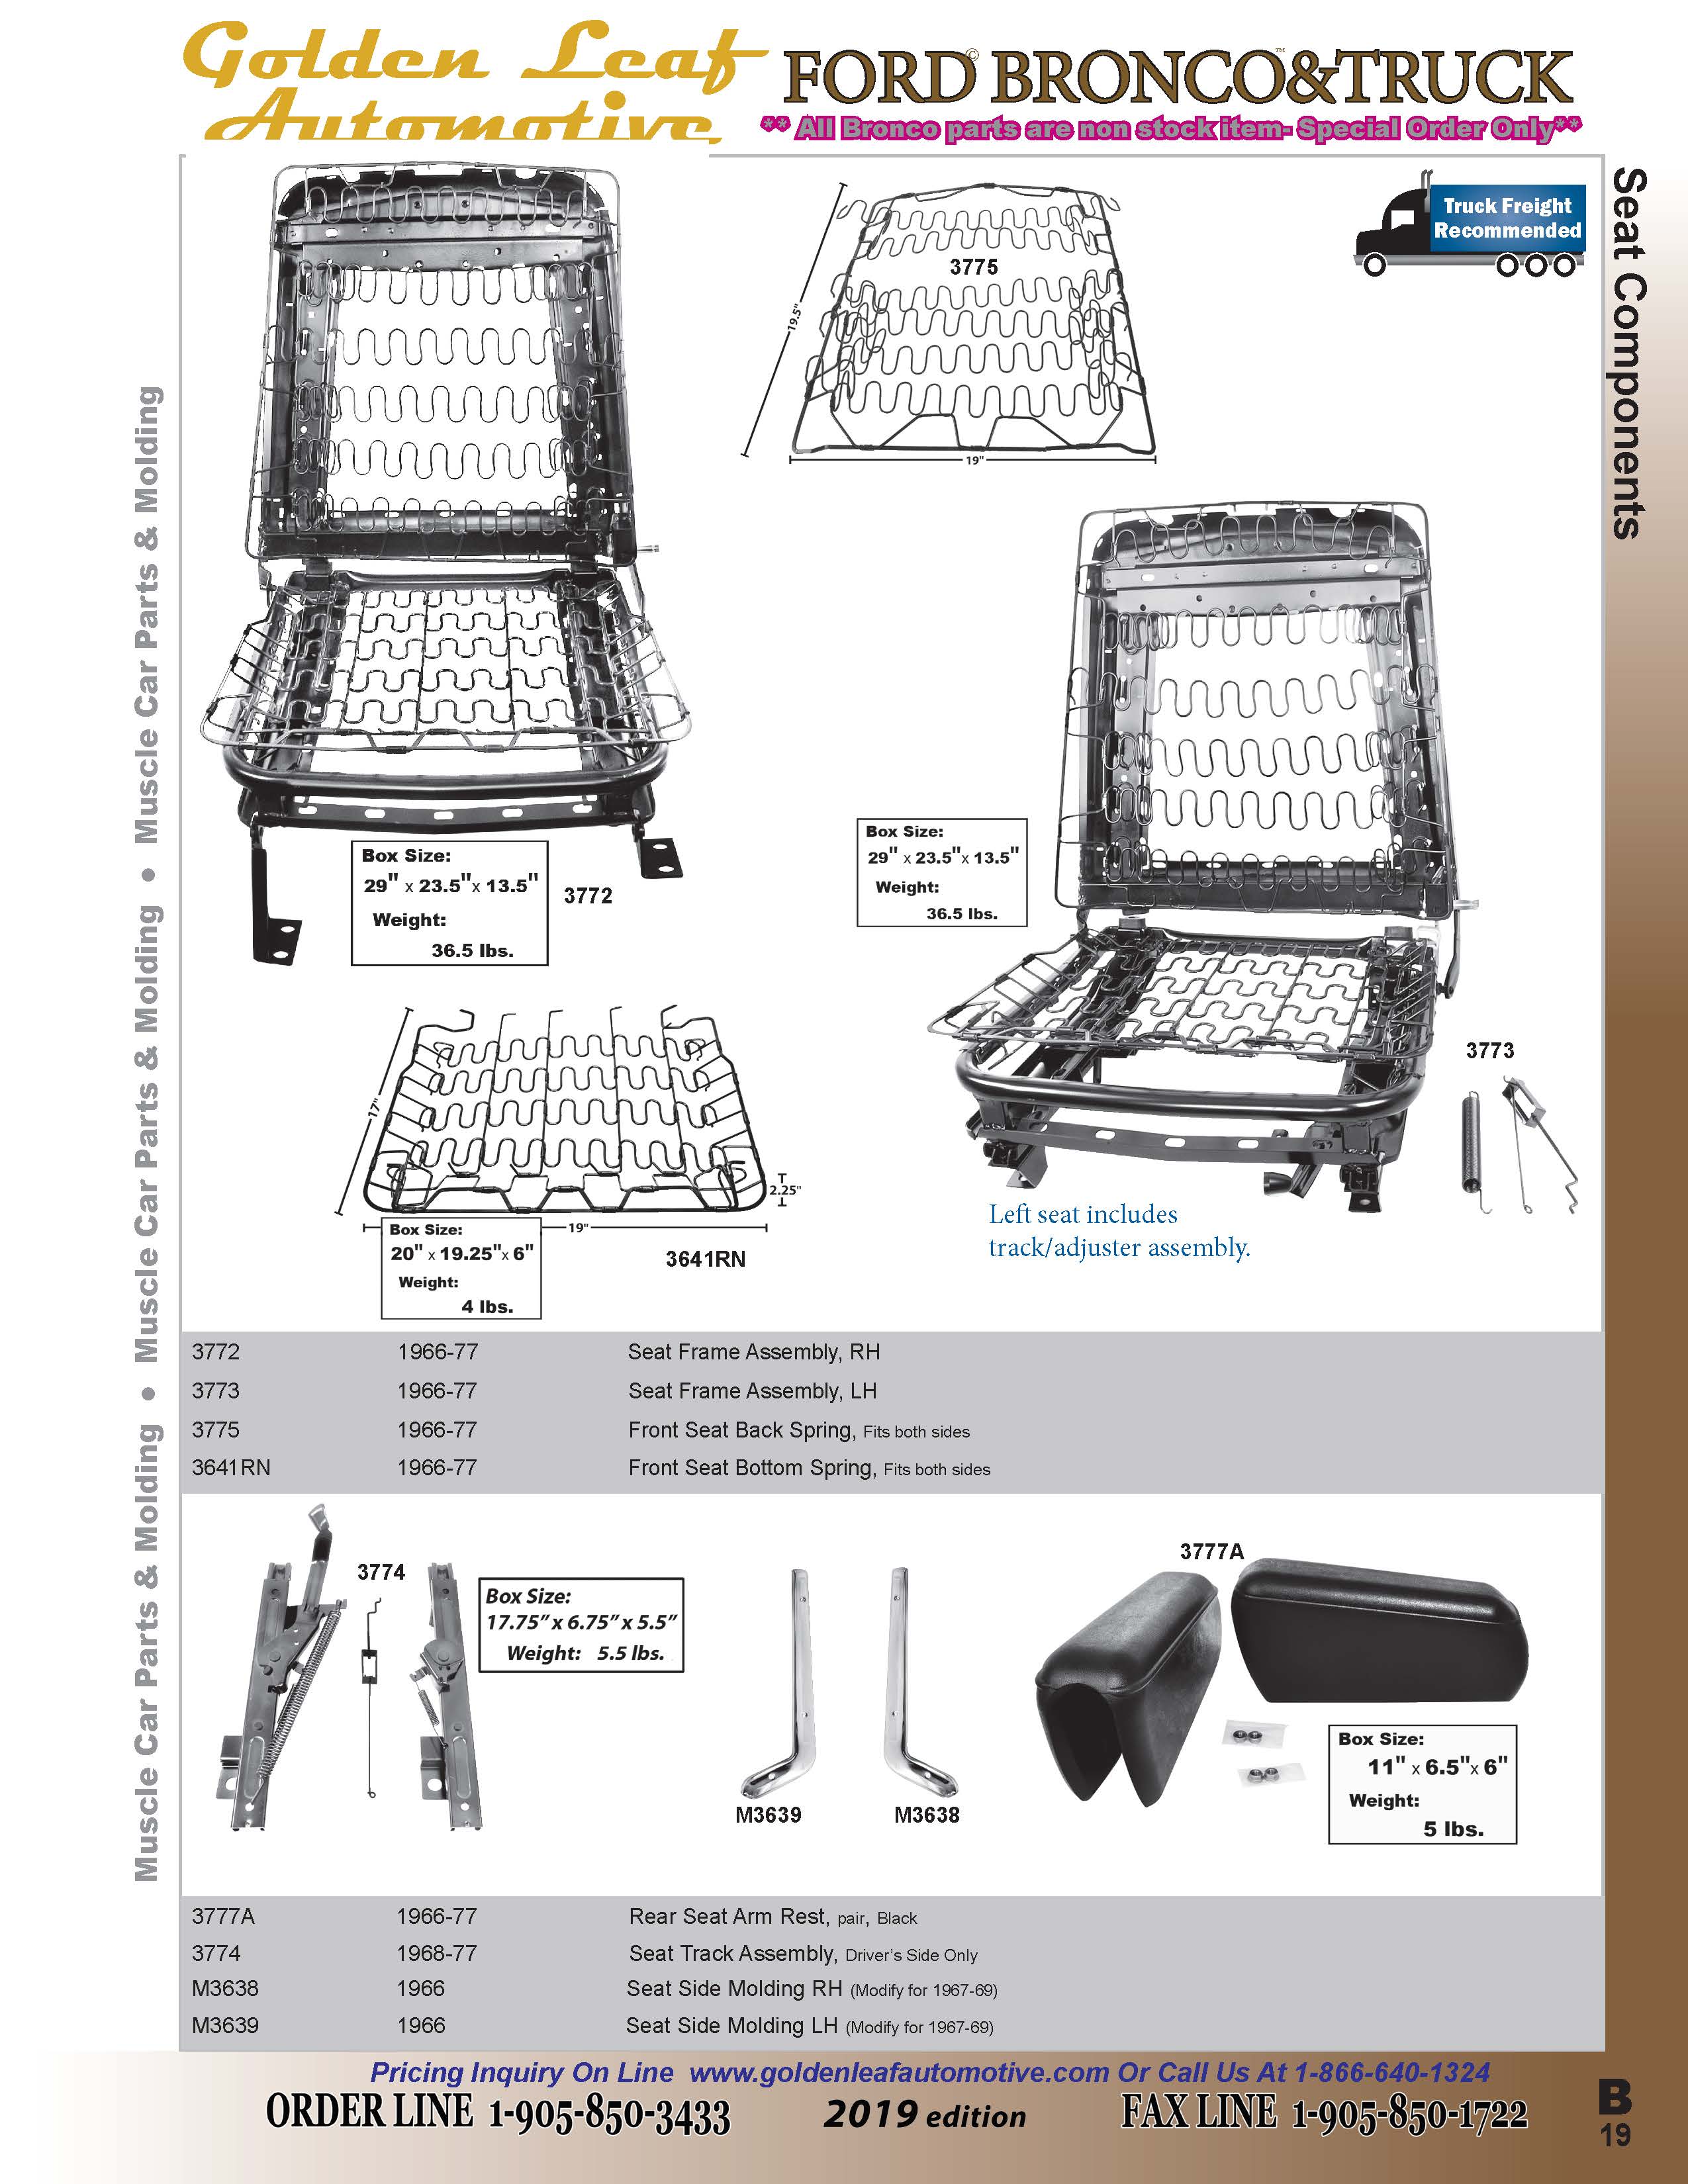 Golden Leaf
Automotive
FORD© BRONCO™&TRUCK
** All Bronco parts are non stock item- Special Order Only**
Truck Freight
Recommended
Seat Components
Muscle Car Parts & Molding • Muscle Car Parts & Molding • Muscle Car Parts & Molding
3775
19.5"
19"
Box Size:
29" x 23.5"x 13.5"
Weight:
36.5 lbs.
3772
Box Size:
29" x 23.5"x 13.5"
Weight:
36.5 lbs.
3773
Left seat includes
track/adjuster assembly.
17"
2.25"
19"
Box Size:
20" x 19.25"x 6"
Weight:
4 lbs.
3641RN
3772 1966-77 Seat Frame Assembly, RH
3773 1966-77 Seat Frame Assembly, LH
3775 1966-77 Front Seat Back Spring, Fits both sides
3641RN 1966-77 Front Seat Bottom Spring, Fits both sides
3774
Box Size:
17.75” x 6.75” x 5.5”
Weight: 5.5 lbs.
M3639
M3638
3777A
Box Size:
11" x 6.5"x 6"
Weight:
5 lbs.
3777A 1966-77 Rear Seat Arm Rest, pair, Black
3774 1968-77 Seat Track Assembly, Driver’s Side Only
M3638 1966 Seat Side Molding RH (Modify for 1967-69)
M3639 1966 Seat Side Molding LH (Modify for 1967-69)
Pricing Inquiry On Line www.goldenleafautomotive.com Or Call Us At 1-866-640-1324
ORDER LINE 1-905-850-3433
2019 edition
FAX LINE 1-905-850-1722
B
19